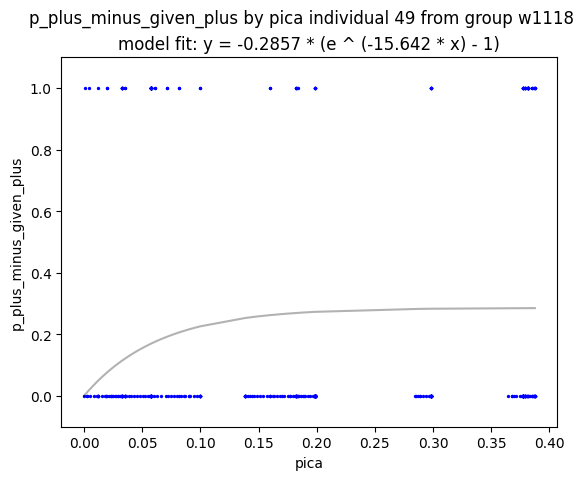 p_plus_minus_given_plus by pica individual 49 from group w1118
model fit: y = -0.2857 * (e ^ (-15.642 * x) - 1)
1.0
0.8
0.6
0.4
0.2
0.0
p_plus_minus_given_plus
0.00 0.05 0.10 0.15 0.20 0.25 0.30 0.35 0.40
pica